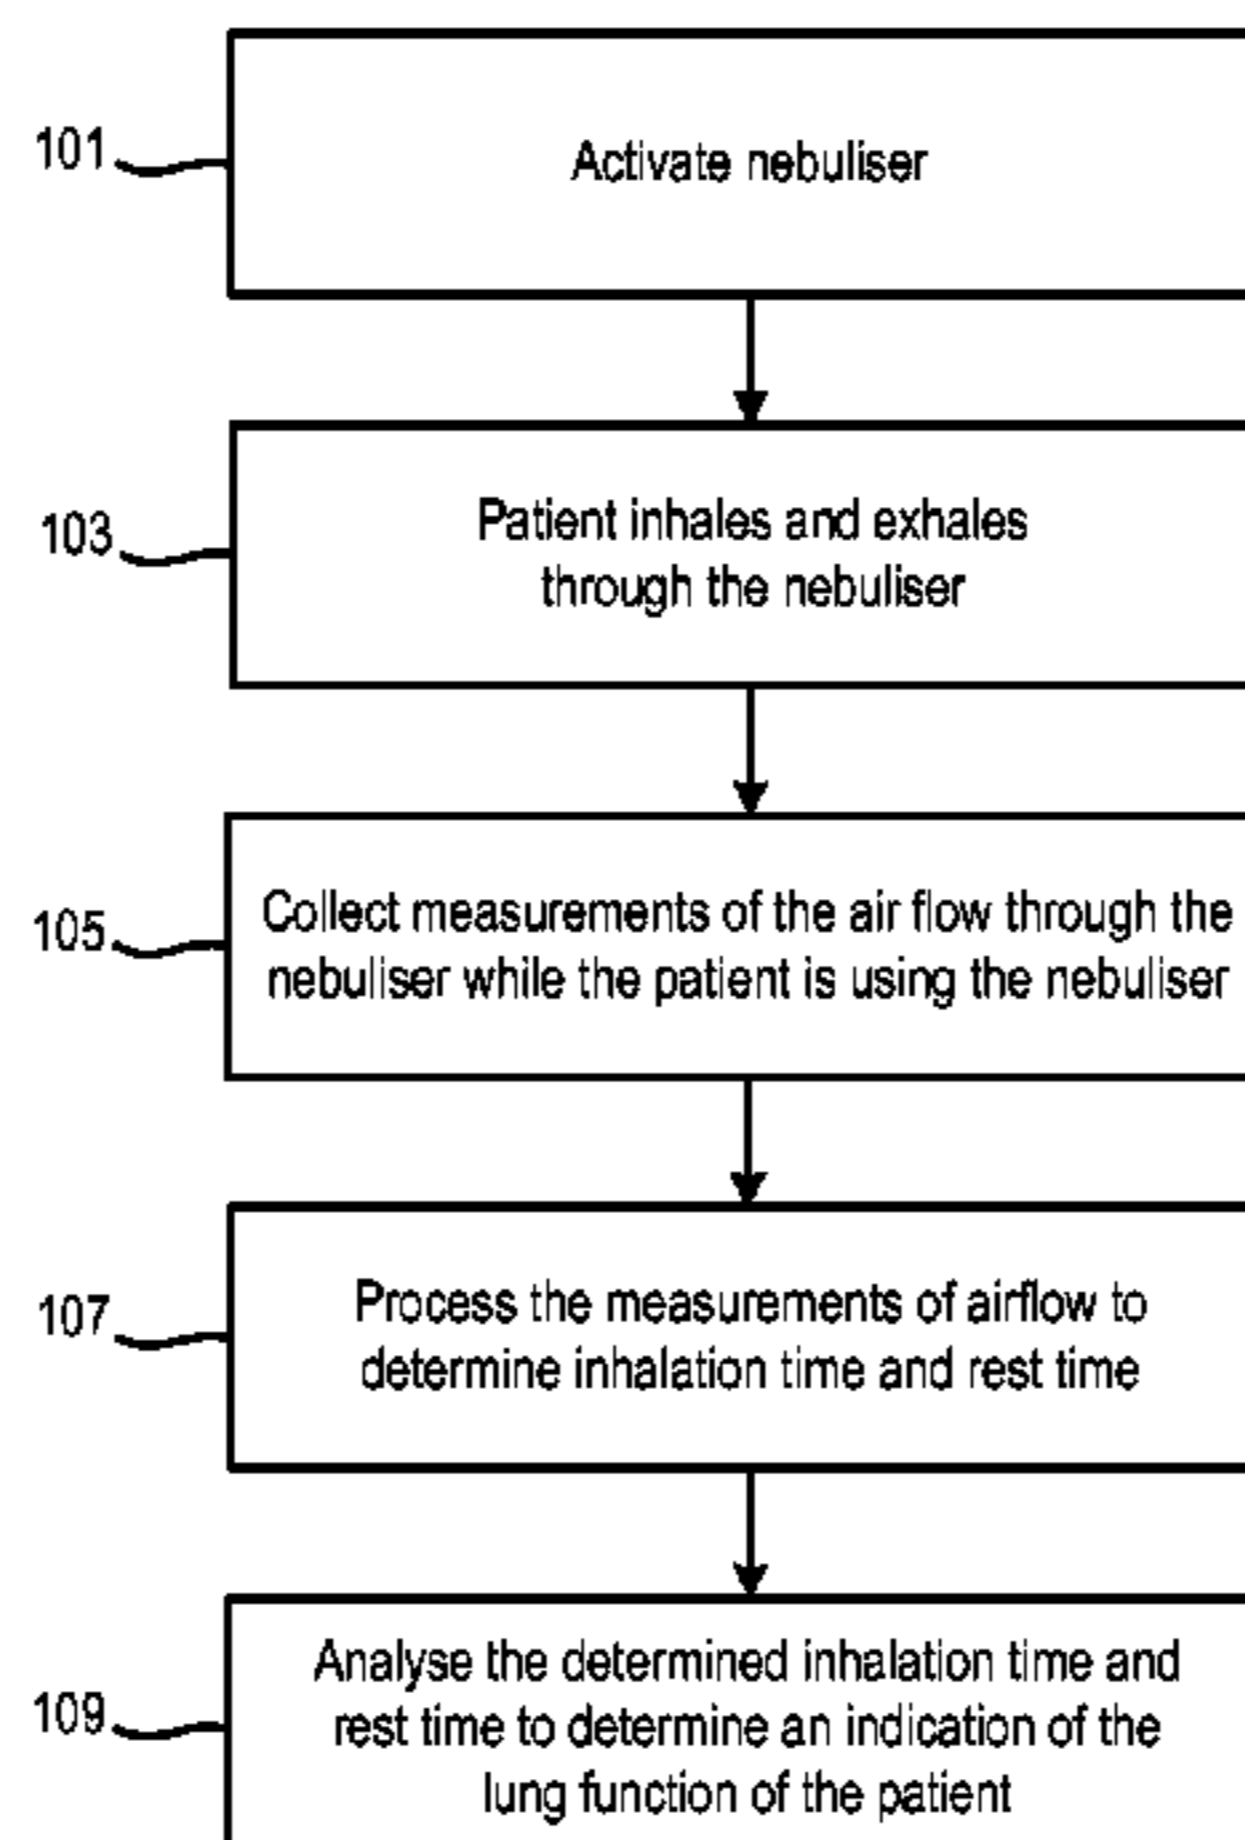 101
Activate nebuliser
103
Patient inhales and exhales
through the nebuliser
105
Collect measurements of the air flow through the
nebuliser while the patient is using the nebuliser
107
Process the measurements of airflow to
determine inhalation time and rest time
109
Analyse the determined inhalation time and
rest time to determine an indication of the
lung function of the patient